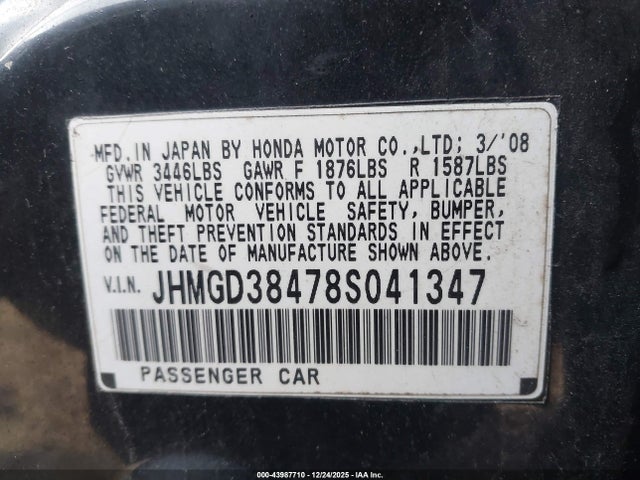 MFD.IN JAPAN BY HONDA MOTOR CO.,LTD; 3/'08
GVWR 3446LBS GAWR F 1876LBS R 1587LBS
THIS VEHICLE CONFORMS TO ALL APPLICABLE
FEDERAL MOTOR VEHICLE SAFETY, BUMPER,
AND THEFT PREVENTION STANDARDS IN EFFECT
ON THE DATE OF MANUFACTURE SHOWN ABOVE.
V.I.N. JHMGD38478S041347
PASSENGER CAR
000-43987710 - 12/24/2025 - IAA Inc.